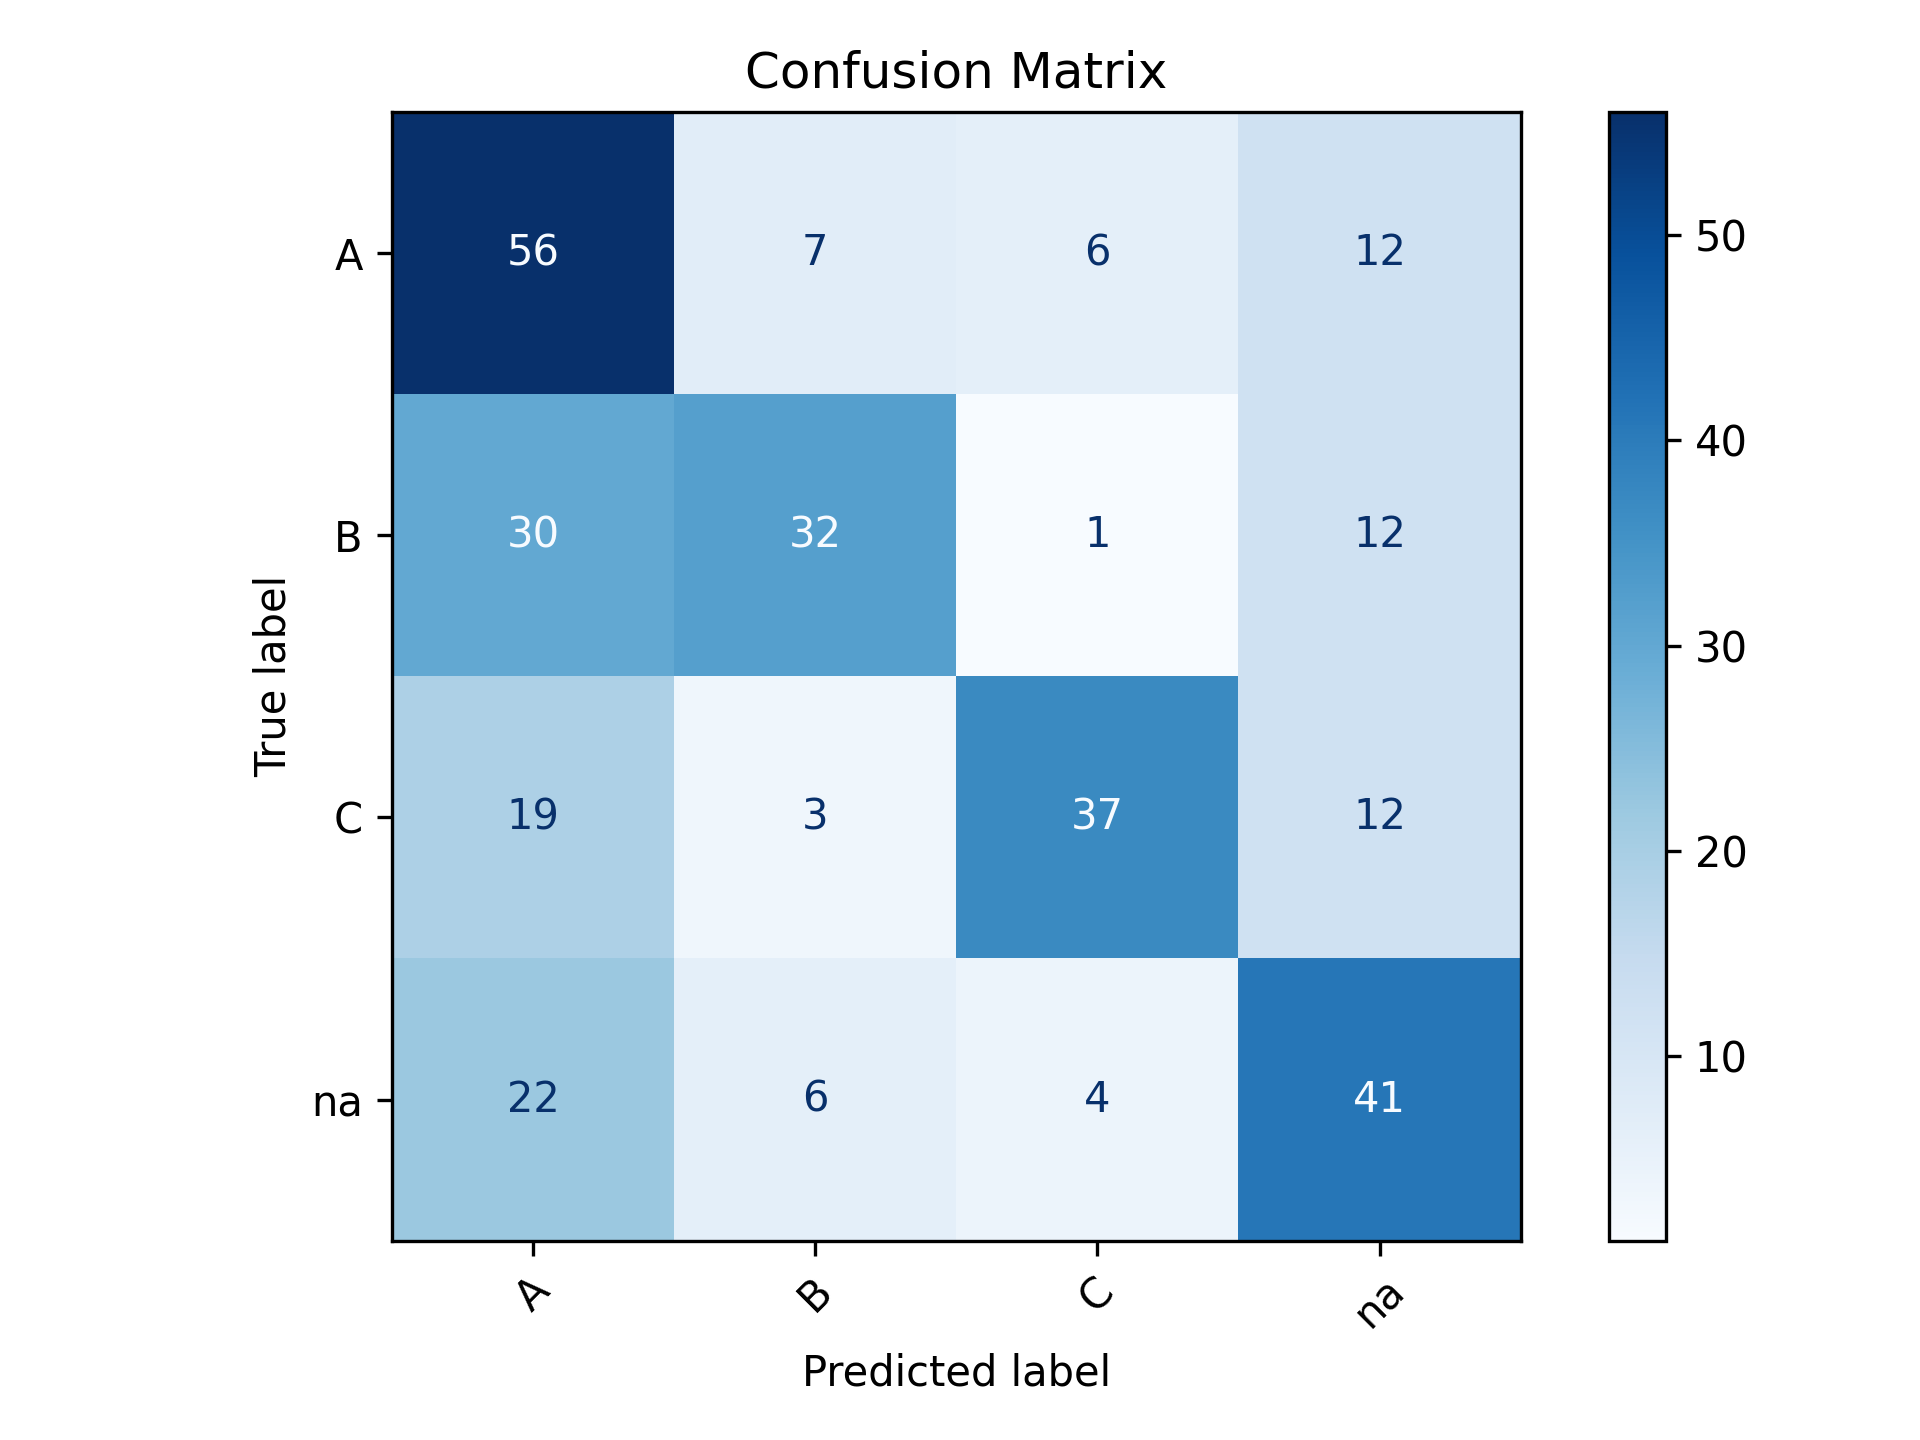 Confusion Matrix
A 56 7 6 12
B 30 32 1 12
C 19 3 37 12
na 22 6 4 41
A B C na
Predicted label
True label
50
40
30
20
10